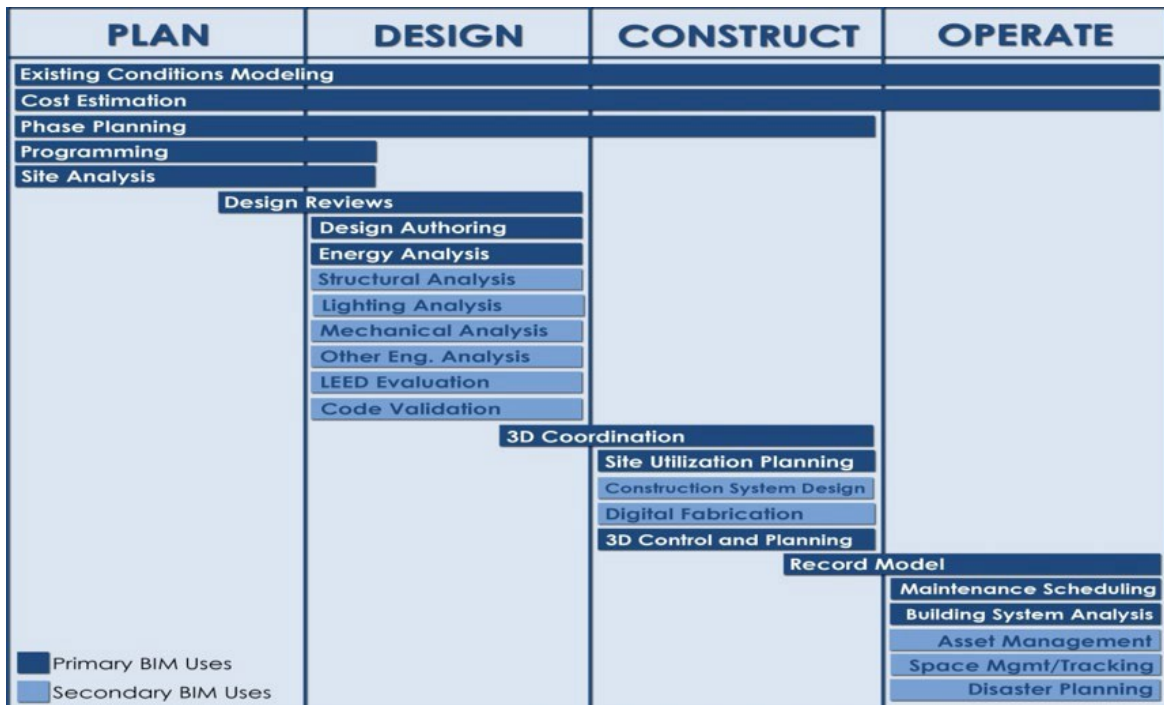 PLAN DESIGN CONSTRUCT OPERATE
Existing Conditions Modeling
Cost Estimation
Phase Planning
Programming
Site Analysis
Design Reviews
Design Authoring
Energy Analysis
Structural Analysis
Lighting Analysis
Mechanical Analysis
Other Eng. Analysis
LEED Evaluation
Code Validation
3D Coordination
Site Utilization Planning
Construction System Design
Digital Fabrication
3D Control and Planning
Record Model
Maintenance Scheduling
Building System Analysis
Asset Management
Space Mgmt/Tracking
Disaster Planning
Primary BIM Uses
Secondary BIM Uses